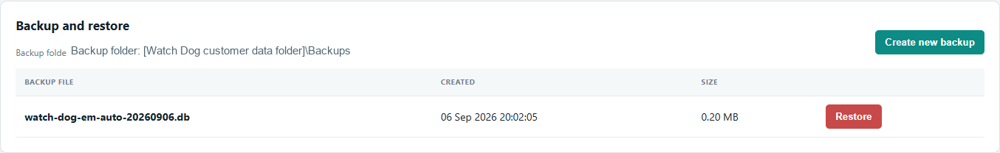 Backup and restore
Create new backup
Backup folde Backup folder: [Watch Dog customer data folder]\Backups
BACKUP FILE CREATED SIZE
watch-dog-em-auto-20260906.db 06 Sep 2026 20:02:05 0.20 MB Restore